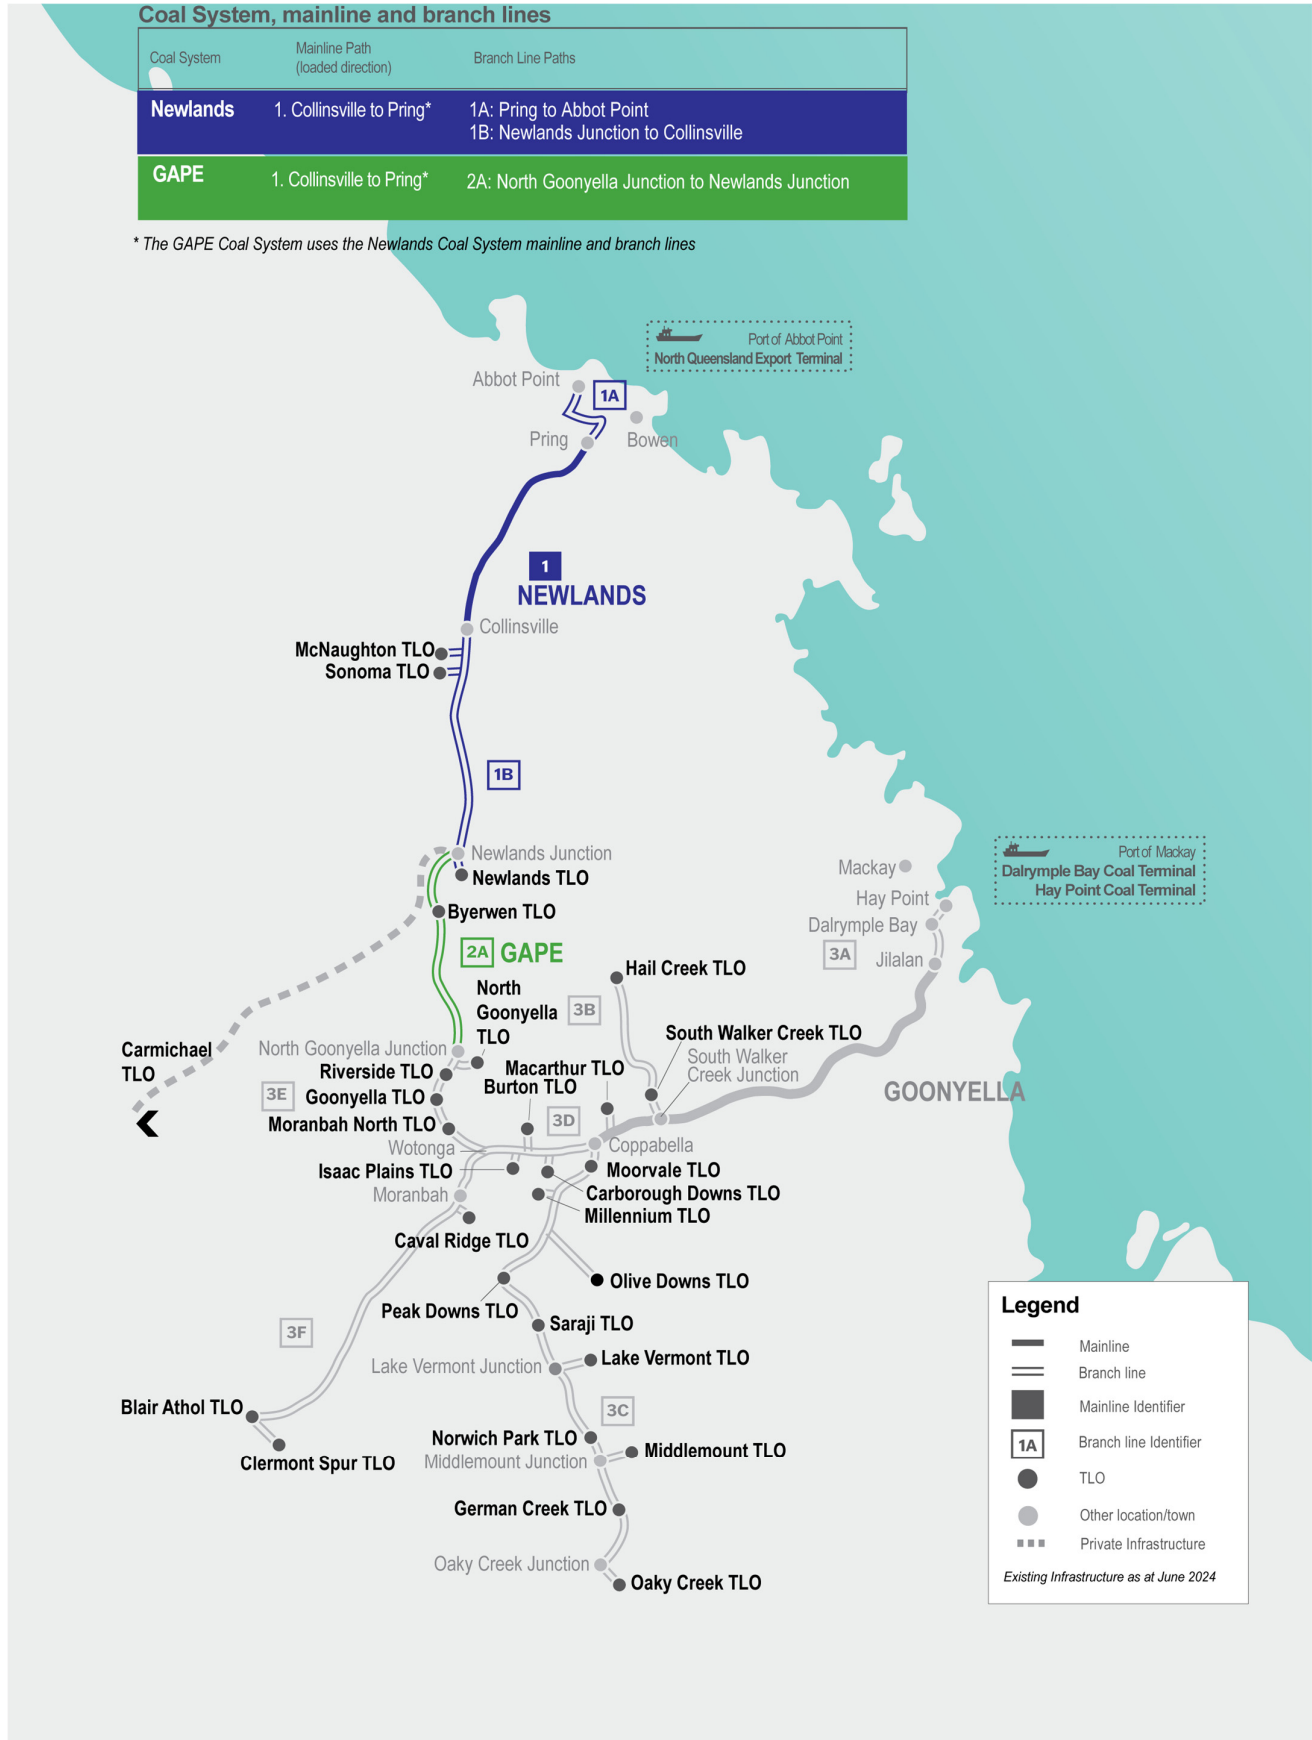 Coal System, mainline and branch lines
Coal System
Mainline Path
(loaded direction)
Branch Line Paths
Newlands
1. Collinsville to Pring*
1A: Pring to Abbot Point
1B: Newlands Junction to Collinsville
GAPE
1. Collinsville to Pring*
2A: North Goonyella Junction to Newlands Junction
* The GAPE Coal System uses the Newlands Coal System mainline and branch lines
Port of Abbot Point
North Queensland Export Terminal
Abbot Point
1A
Pring
Bowen
1
NEWLANDS
Collinsville
McNaughton TLO
Sonoma TLO
1B
Newlands Junction
Newlands TLO
Byerwen TLO
2A GAPE
Port of Mackay
Dalrymple Bay Coal Terminal
Hay Point Coal Terminal
Mackay
Hay Point
Dalrymple Bay
3A
Jilalan
Hail Creek TLO
North
Goonyella
TLO
3B
South Walker Creek TLO
South Walker
Creek Junction
Carmichael
TLO
North Goonyella Junction
Riverside TLO
Macarthur TLO
Burton TLO
3E
Goonyella TLO
GOONYELLA
Moranbah North TLO
3D
Wotonga
Coppabella
Isaac Plains TLO
Moorvale TLO
Moranbah
Carborough Downs TLO
Millennium TLO
Caval Ridge TLO
Olive Downs TLO
Peak Downs TLO
Saraji TLO
3F
Lake Vermont Junction
Lake Vermont TLO
Blair Athol TLO
3C
Clermont Spur TLO
Norwich Park TLO
Middlemount TLO
Middlemount Junction
German Creek TLO
Oaky Creek Junction
Oaky Creek TLO
Legend
Mainline
Branch line
Mainline Identifier
1A
Branch line Identifier
TLO
Other location/town
Private Infrastructure
Existing Infrastructure as at June 2024